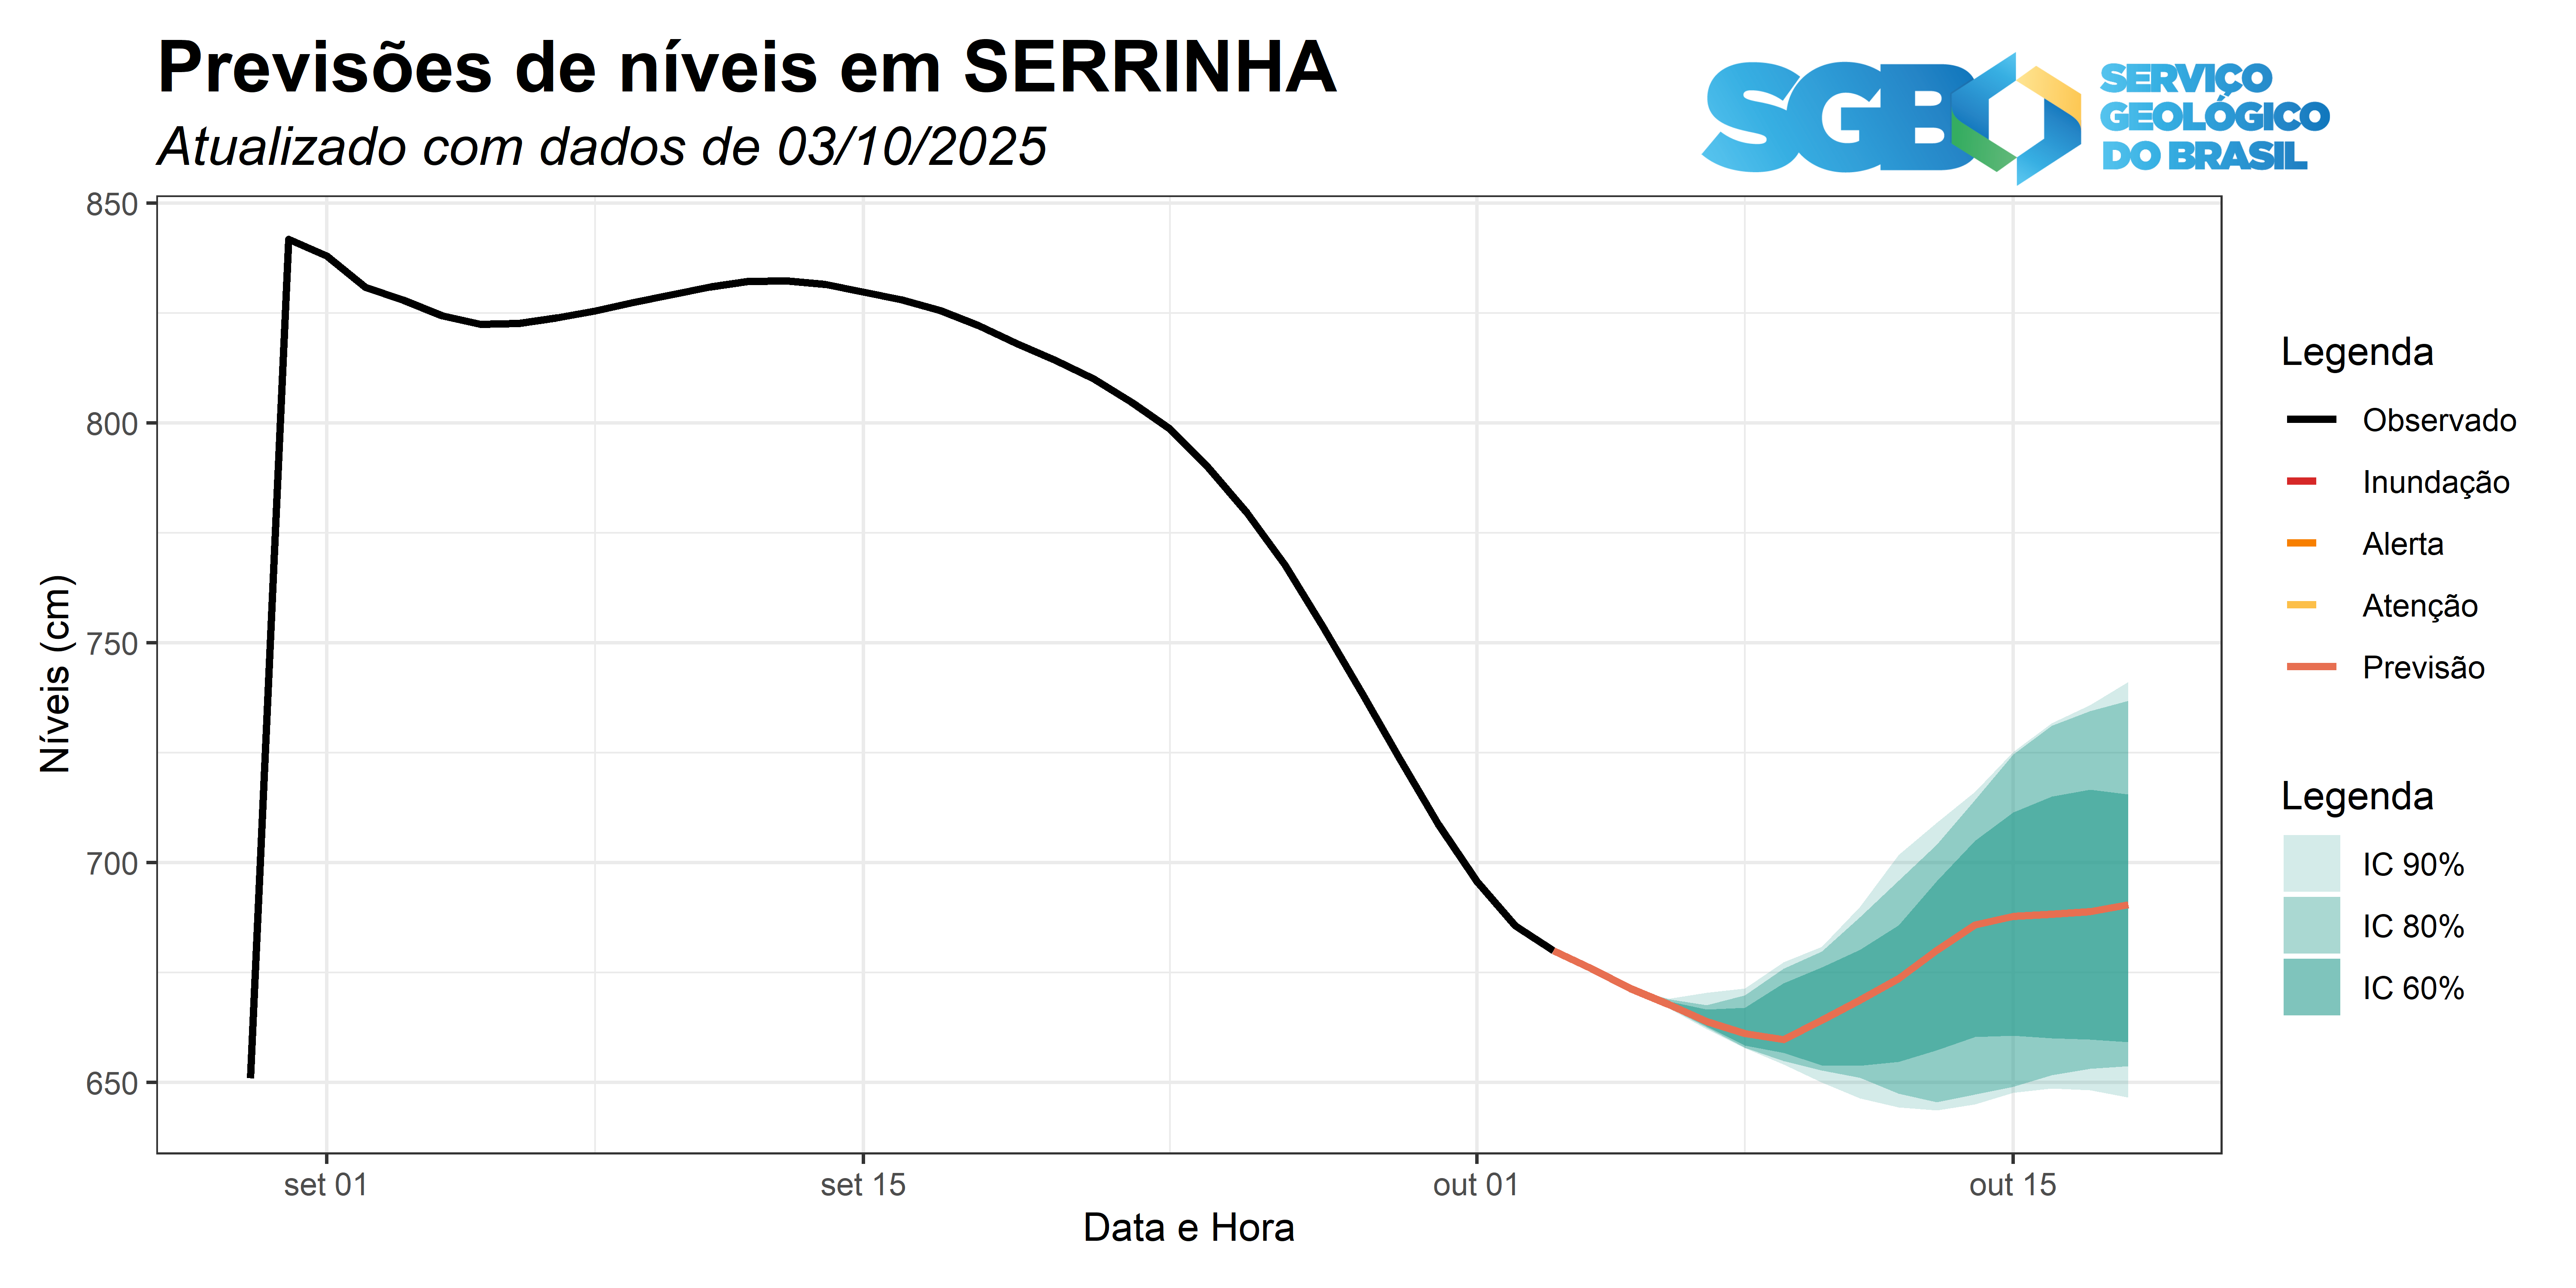 Previsões de níveis em SERRINHA
Atualizado com dados de 03/10/2025
SGB
SERVIÇO
GEOLÓGICO
DO BRASIL
850
800
750
700
650
Níveis (cm)
set 01
set 15
out 01
out 15
Data e Hora
Legenda
Observado
Inundação
Alerta
Atenção
Previsão
Legenda
IC 90%
IC 80%
IC 60%